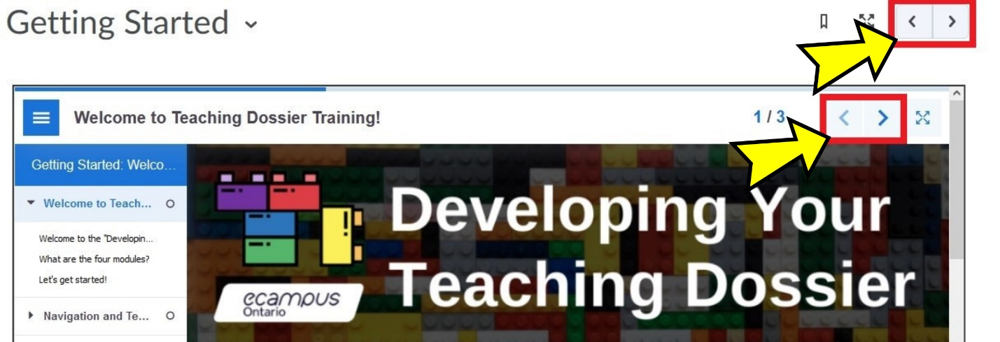 Getting Started
Welcome to Teaching Dossier Training!
1 / 3
Getting Started: Welco...
Welcome to Teach...
Welcome to the "Developin...
What are the four modules?
Let's get started!
Navigation and Te...
Developing Your
Teaching Dossier
ecampus
Ontario